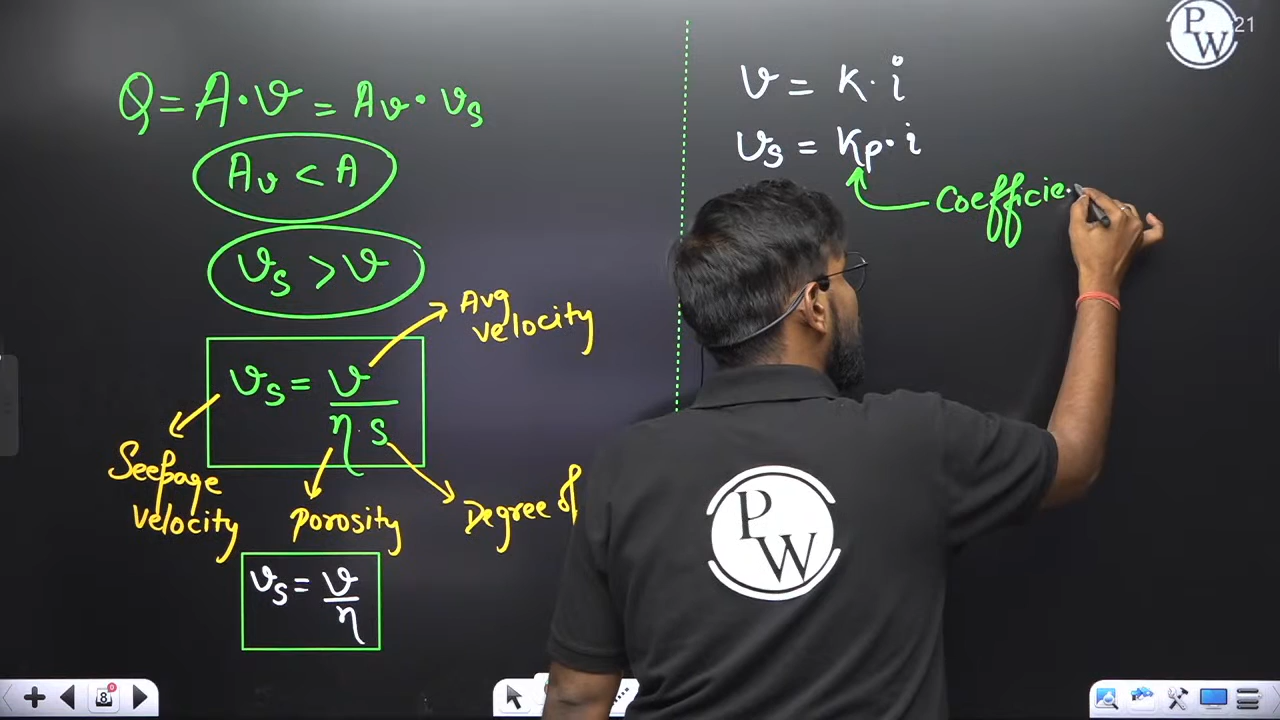 Q = A·v = Av·vs
Av < A
vs > v
Avg
velocity
vs = v / η·s
Seepage
velocity
porosity
Degree of
vs = v / η
v = k·i
vs = kp·i
Coefficie
PW
21
PW
8